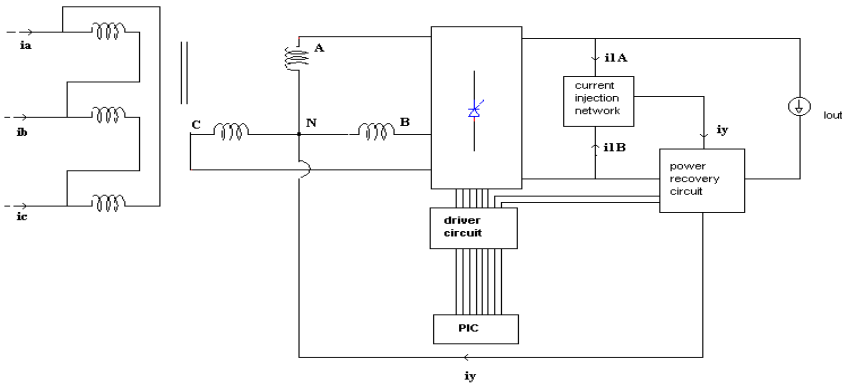 ia
A
i1A
current
injection
network
Iout
C
N
B
ib
iy
i1B
power
recovery
circuit
ic
driver
circuit
PIC
iy